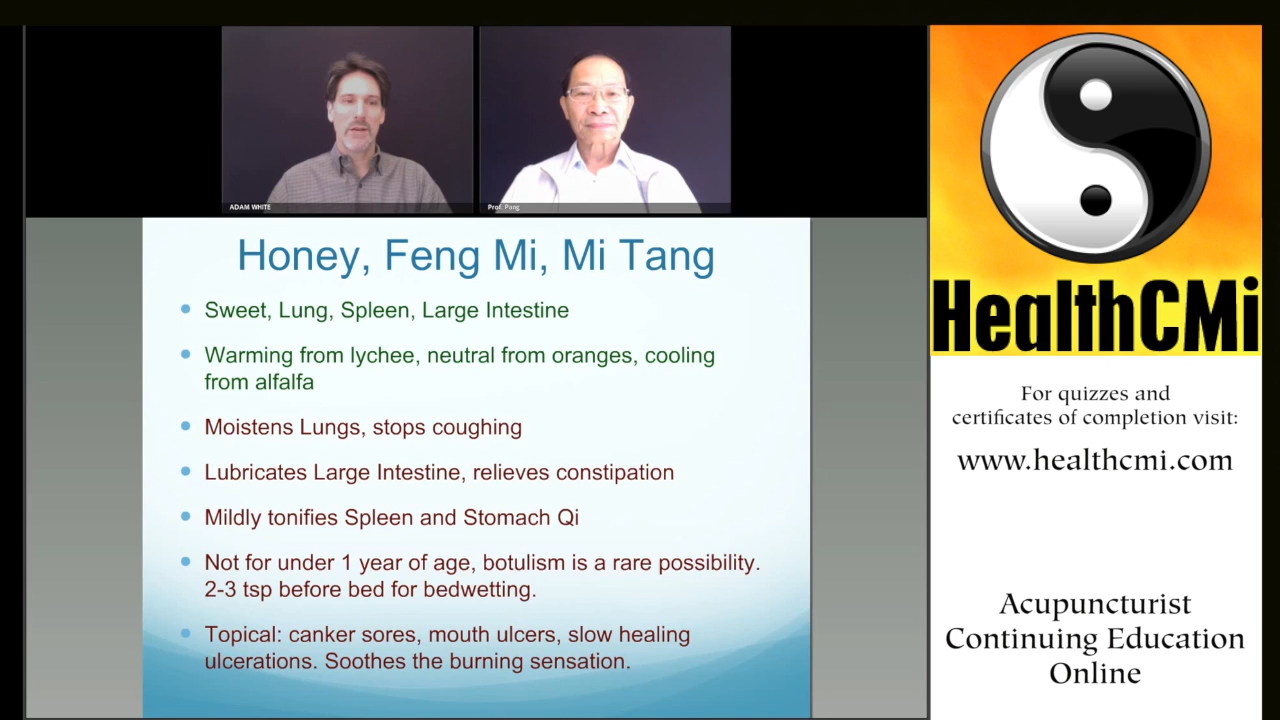 ADAM WHITE
Prof. Pang
Honey, Feng Mi, Mi Tang
Sweet, Lung, Spleen, Large Intestine
Warming from lychee, neutral from oranges, cooling
from alfalfa
Moistens Lungs, stops coughing
Lubricates Large Intestine, relieves constipation
Mildly tonifies Spleen and Stomach Qi
Not for under 1 year of age, botulism is a rare possibility.
2-3 tsp before bed for bedwetting.
Topical: canker sores, mouth ulcers, slow healing
ulcerations. Soothes the burning sensation.
HealthCMi
For quizzes and
certificates of completion visit:
www.healthcmi.com
Acupuncturist
Continuing Education
Online